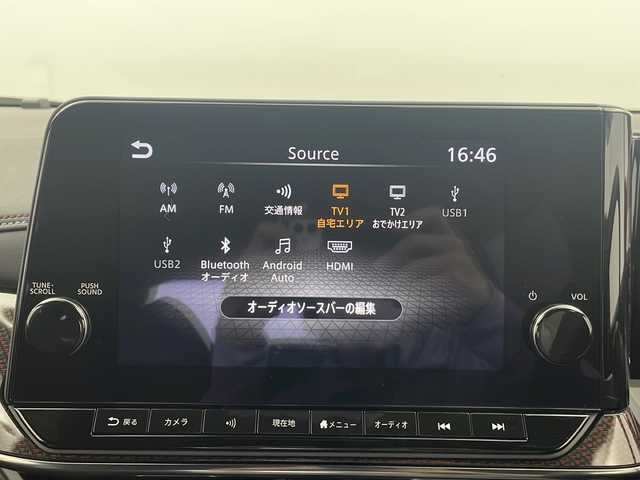 Source
16:46
AM
FM
交通情報
TV1
自宅エリア
TV2
おでかけエリア
USB1
USB2
Bluetooth
オーディオ
Android
Auto
HDMI
オーディオソースバーの編集
TUNE・
SCROLL
PUSH
SOUND
VOL
戻る
カメラ
現在地
メニュー
オーディオ